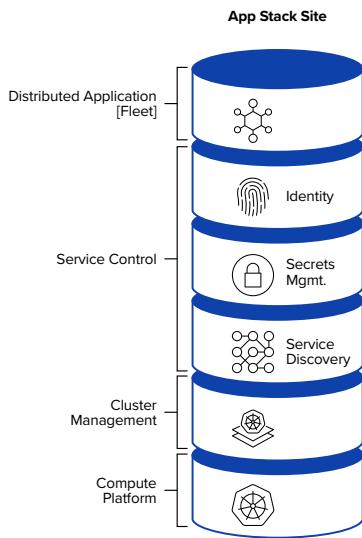 App Stack Site
Distributed Application
[Fleet]
Identity
Service Control
Secrets
Mgmt.
Service
Discovery
Cluster
Management
Compute
Platform